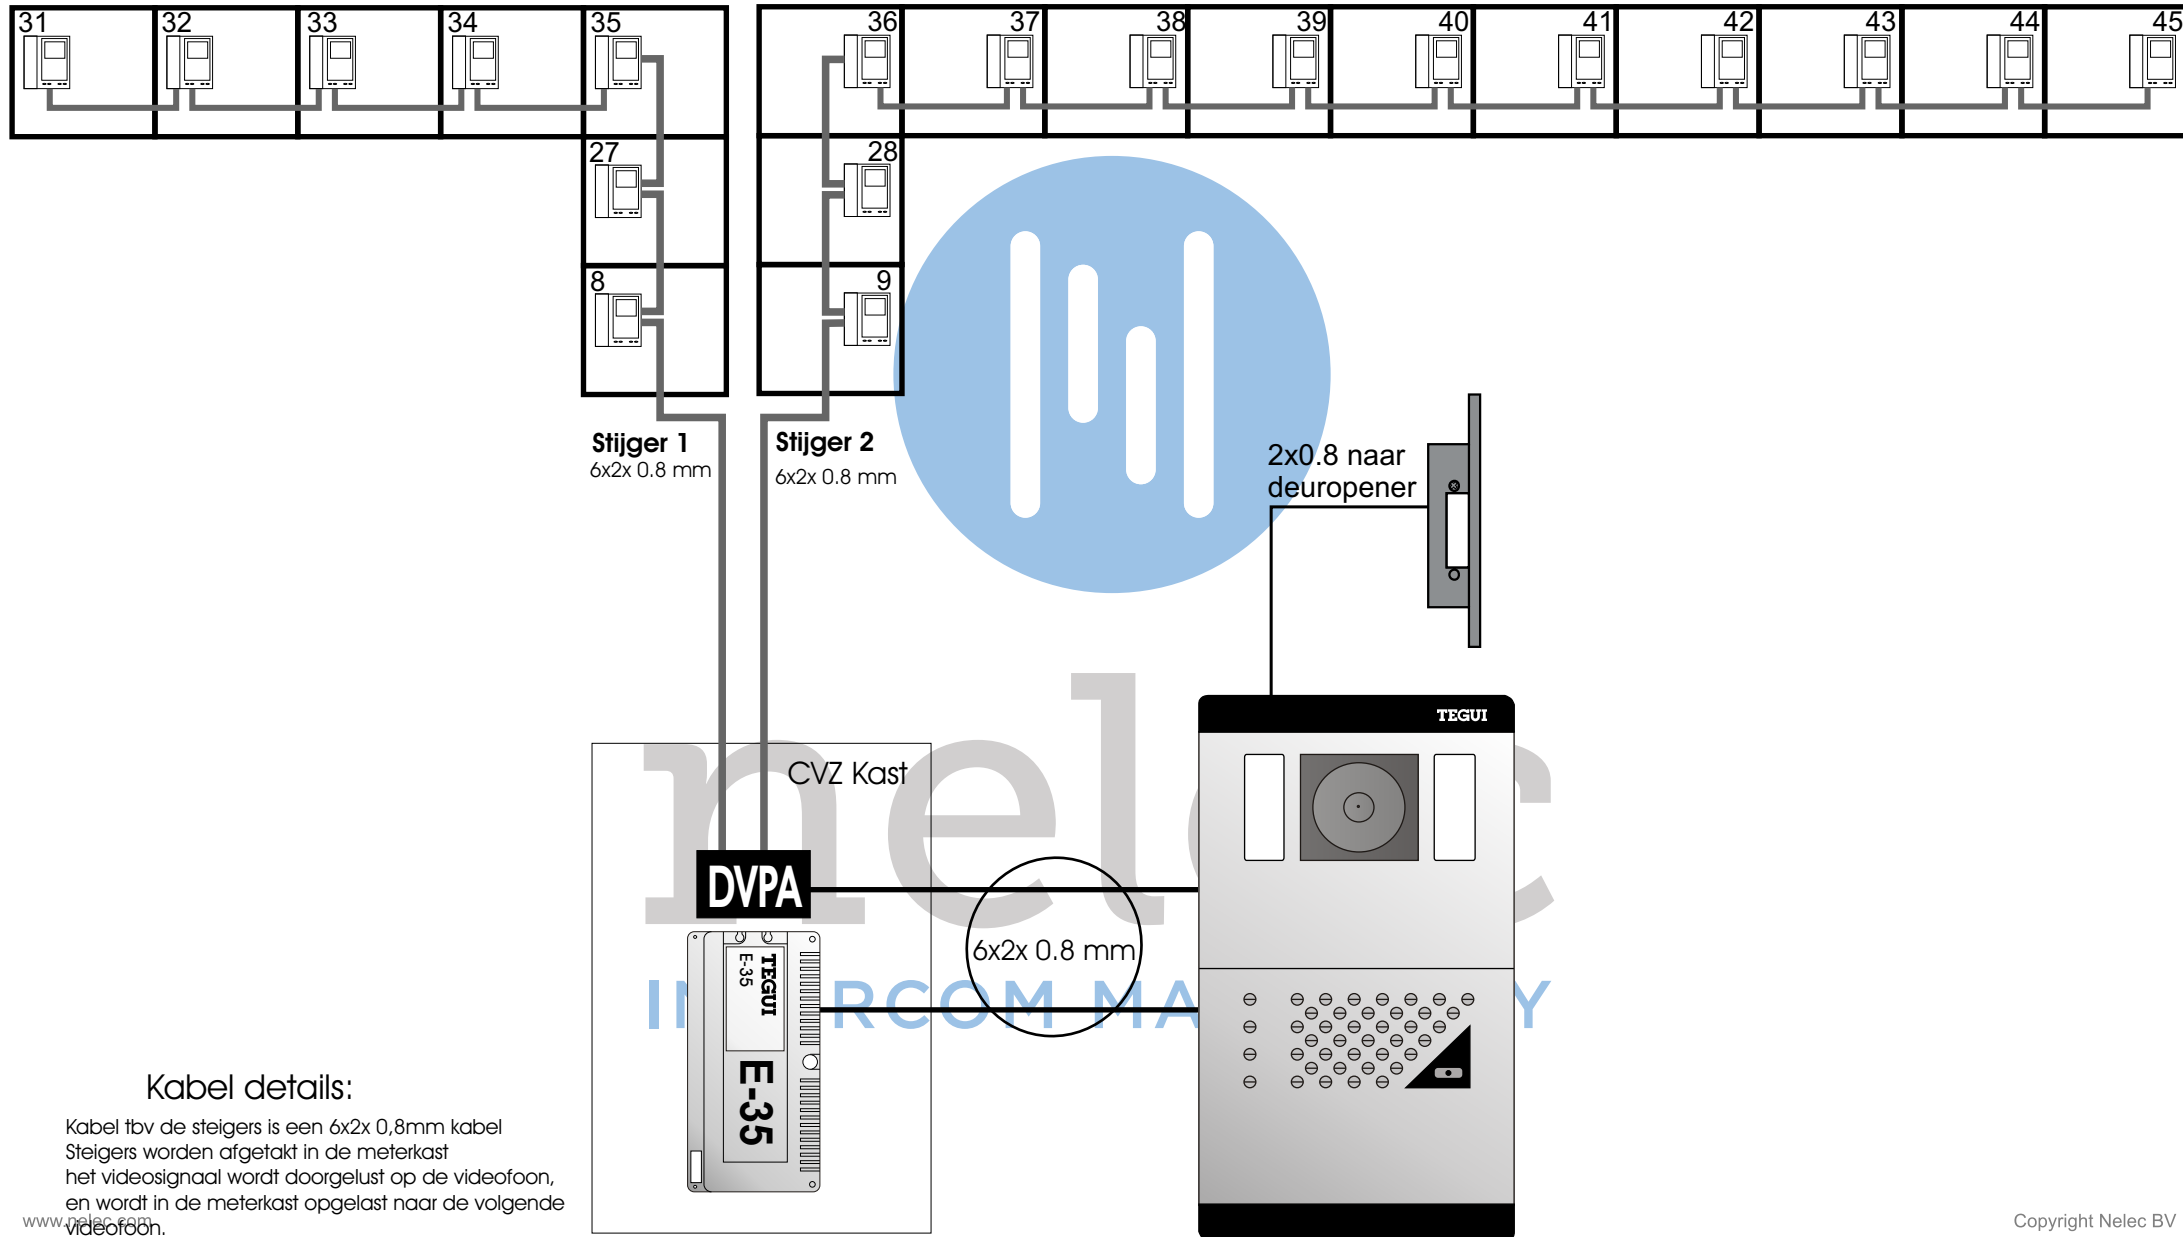 31 32 33 34 35 36 37 38 39 40 41 42 43 44 45
27 28
8 9
Stijger 1
6x2x 0.8 mm
Stijger 2
6x2x 0.8 mm
2x0.8 naar
deuropener
TEGUI
CVZ Kast
DVPA
6x2x 0.8 mm
TEGUI
E-35
E-35
nelec
Kabel details:
Kabel tbv de steigers is een 6x2x 0,8mm kabel
Steigers worden afgetakt in de meterkast
het videosignaal wordt doorgelust op de videofoon,
en wordt in de meterkast opgelast naar de volgende
videofoon.
www.nelec.com
Copyright Nelec BV